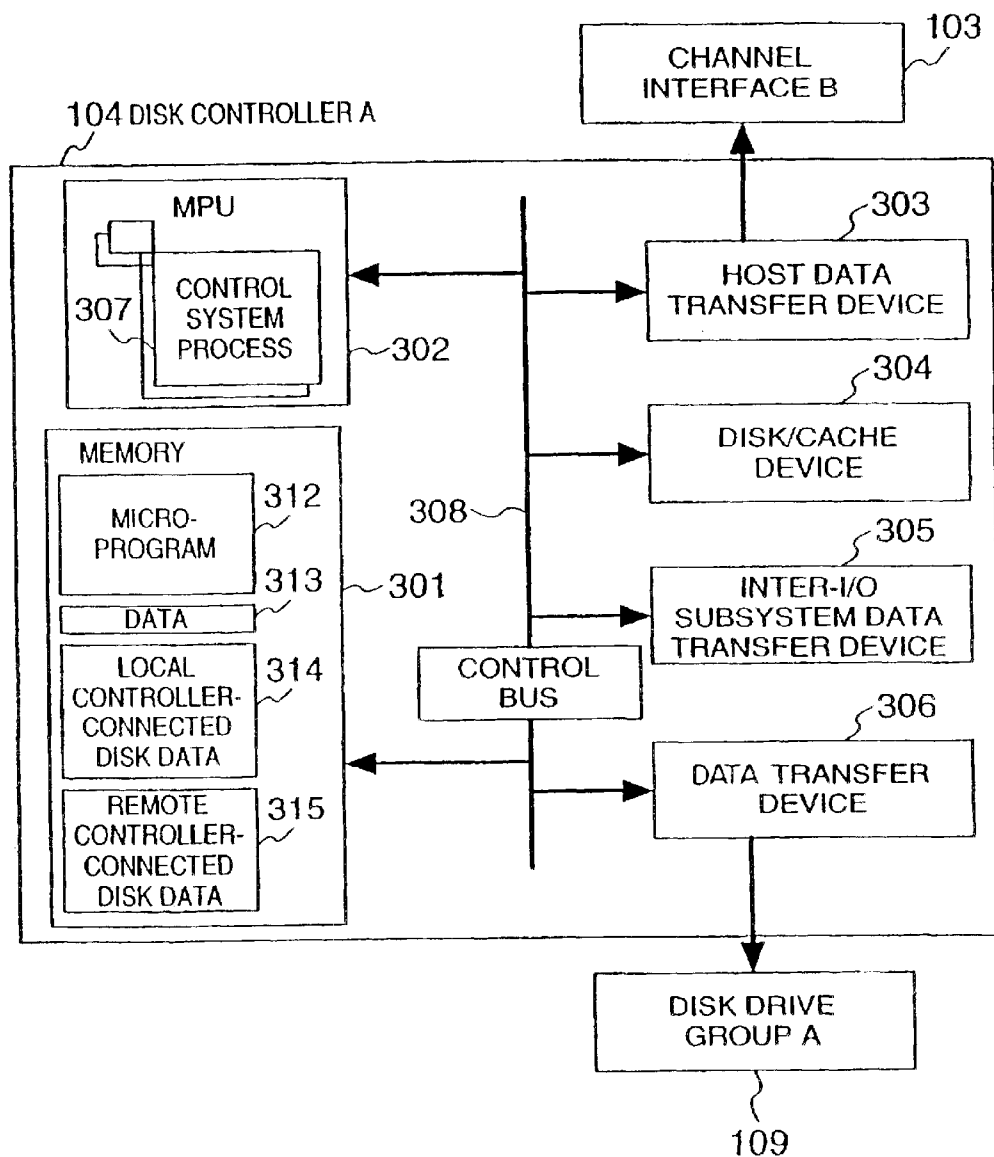 103
CHANNEL
INTERFACE B
104 DISK CONTROLLER A
MPU
307
CONTROL
SYSTEM
PROCESS
302
303
HOST DATA
TRANSFER DEVICE
304
DISK/CACHE
DEVICE
MEMORY
MICRO-
PROGRAM
312
308
313
301
DATA
305
INTER-I/O
SUBSYSTEM DATA
TRANSFER DEVICE
LOCAL
CONTROLLER-
CONNECTED
DISK DATA
314
CONTROL
BUS
306
DATA TRANSFER
DEVICE
REMOTE
CONTROLLER-
CONNECTED
DISK DATA
315
DISK DRIVE
GROUP A
109